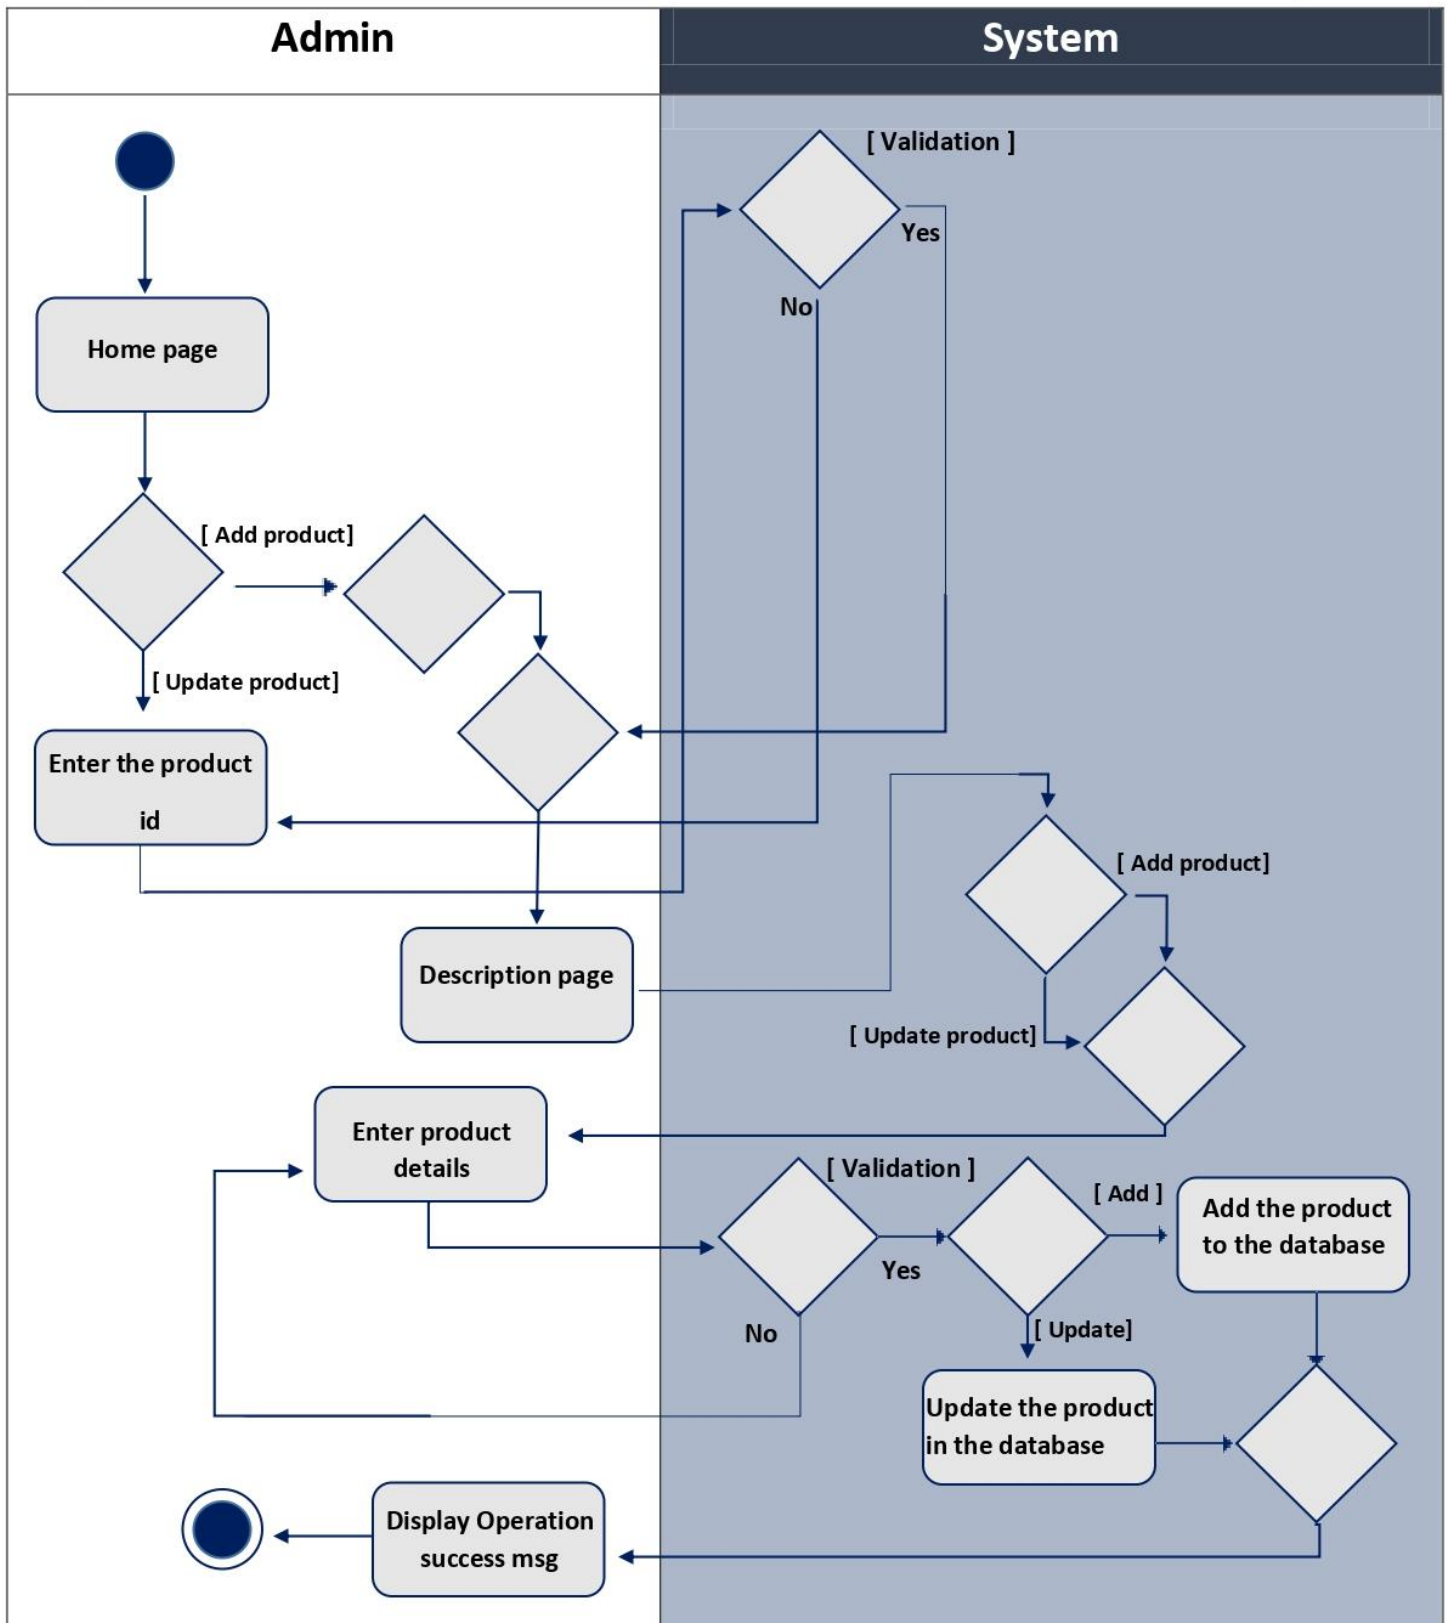 Admin
System
[ Validation ]
Yes
No
Home page
[ Add product]
[ Update product]
Enter the product
id
[ Add product]
Description page
[ Update product]
Enter product
details
[ Validation ]
[ Add ]
Add the product
to the database
Yes
No
[ Update]
Update the product
in the database
Display Operation
success msg